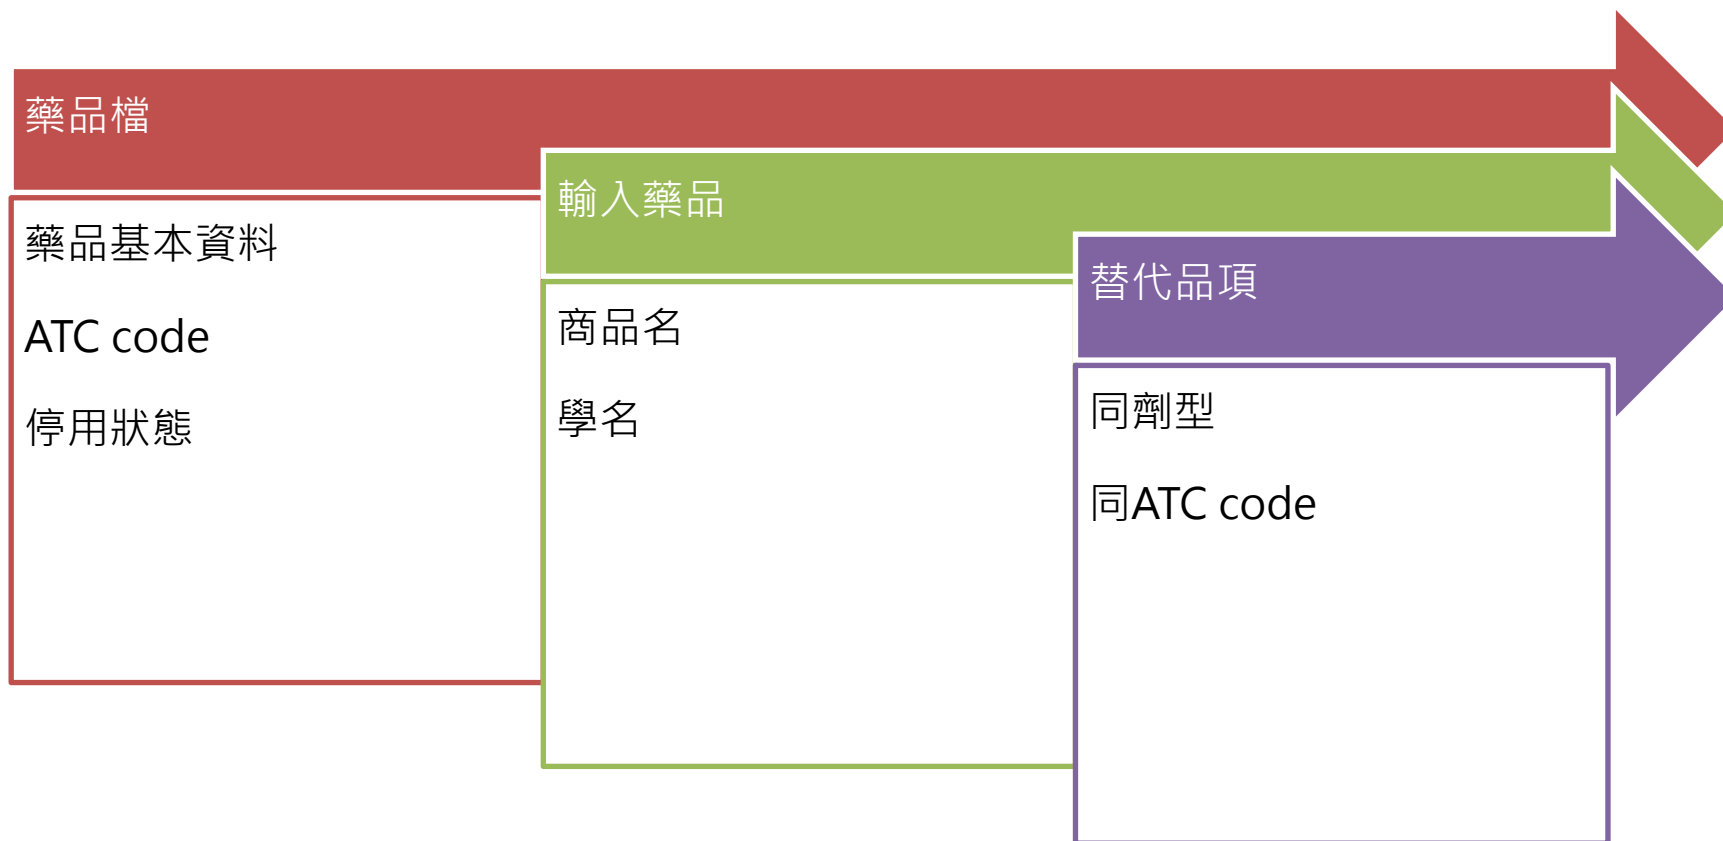 藥品檔
藥品基本資料
ATC code
停用狀態
輸入藥品
商品名
學名
替代品項
同劑型
同ATC code